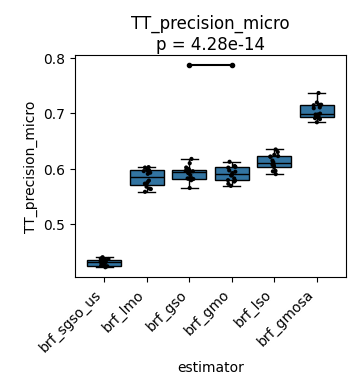 TT_precision_micro
p = 4.28e-14
TT_precision_micro
0.8
0.7
0.6
0.5
brf_sgso_us
brf_lmo
brf_gso
brf_gmo
brf_lso
brf_gmosa
estimator